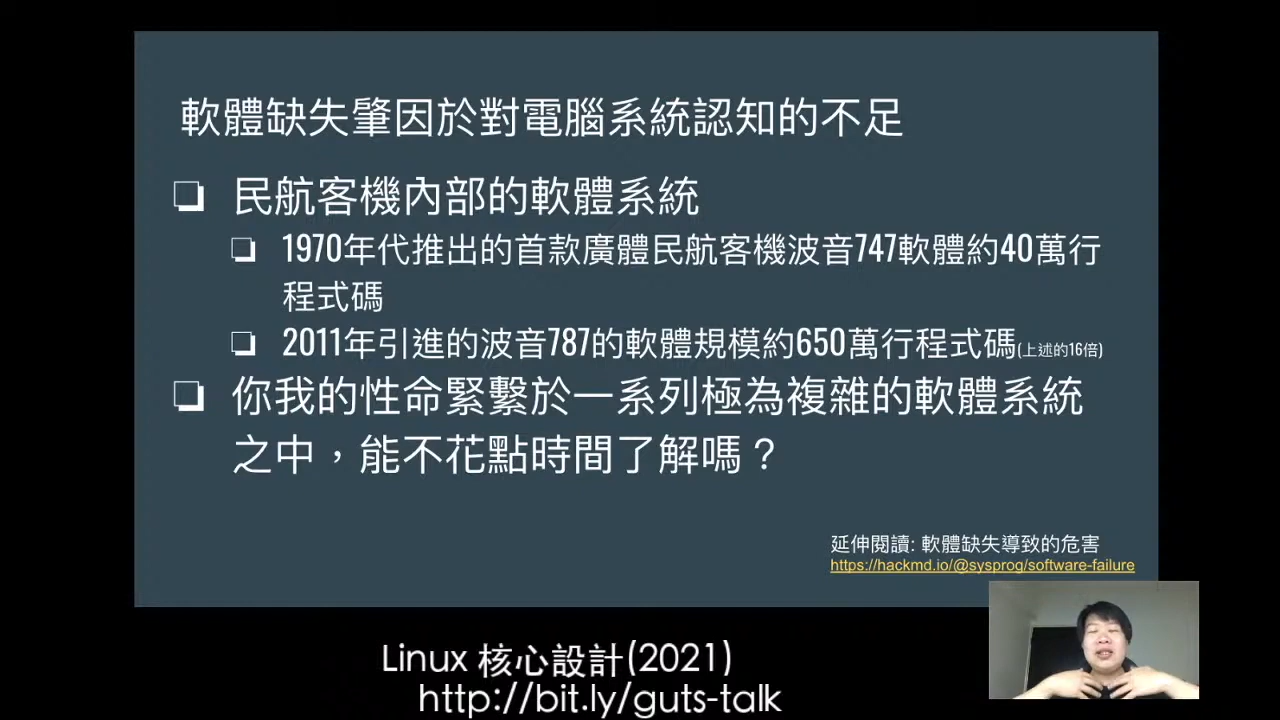 軟體缺失肇因於對電腦系統認知的不足
民航客機內部的軟體系統
1970年代推出的首款廣體民航客機波音747軟體約40萬行
程式碼
2011年引進的波音787的軟體規模約650萬行程式碼(上述的16倍)
你我的性命緊繫於一系列極為複雜的軟體系統
之中，能不花點時間了解嗎？
延伸閱讀: 軟體缺失導致的危害
https://hackmd.io/@sysprog/software-failure
Linux 核心設計(2021)
http://bit.ly/guts-talk